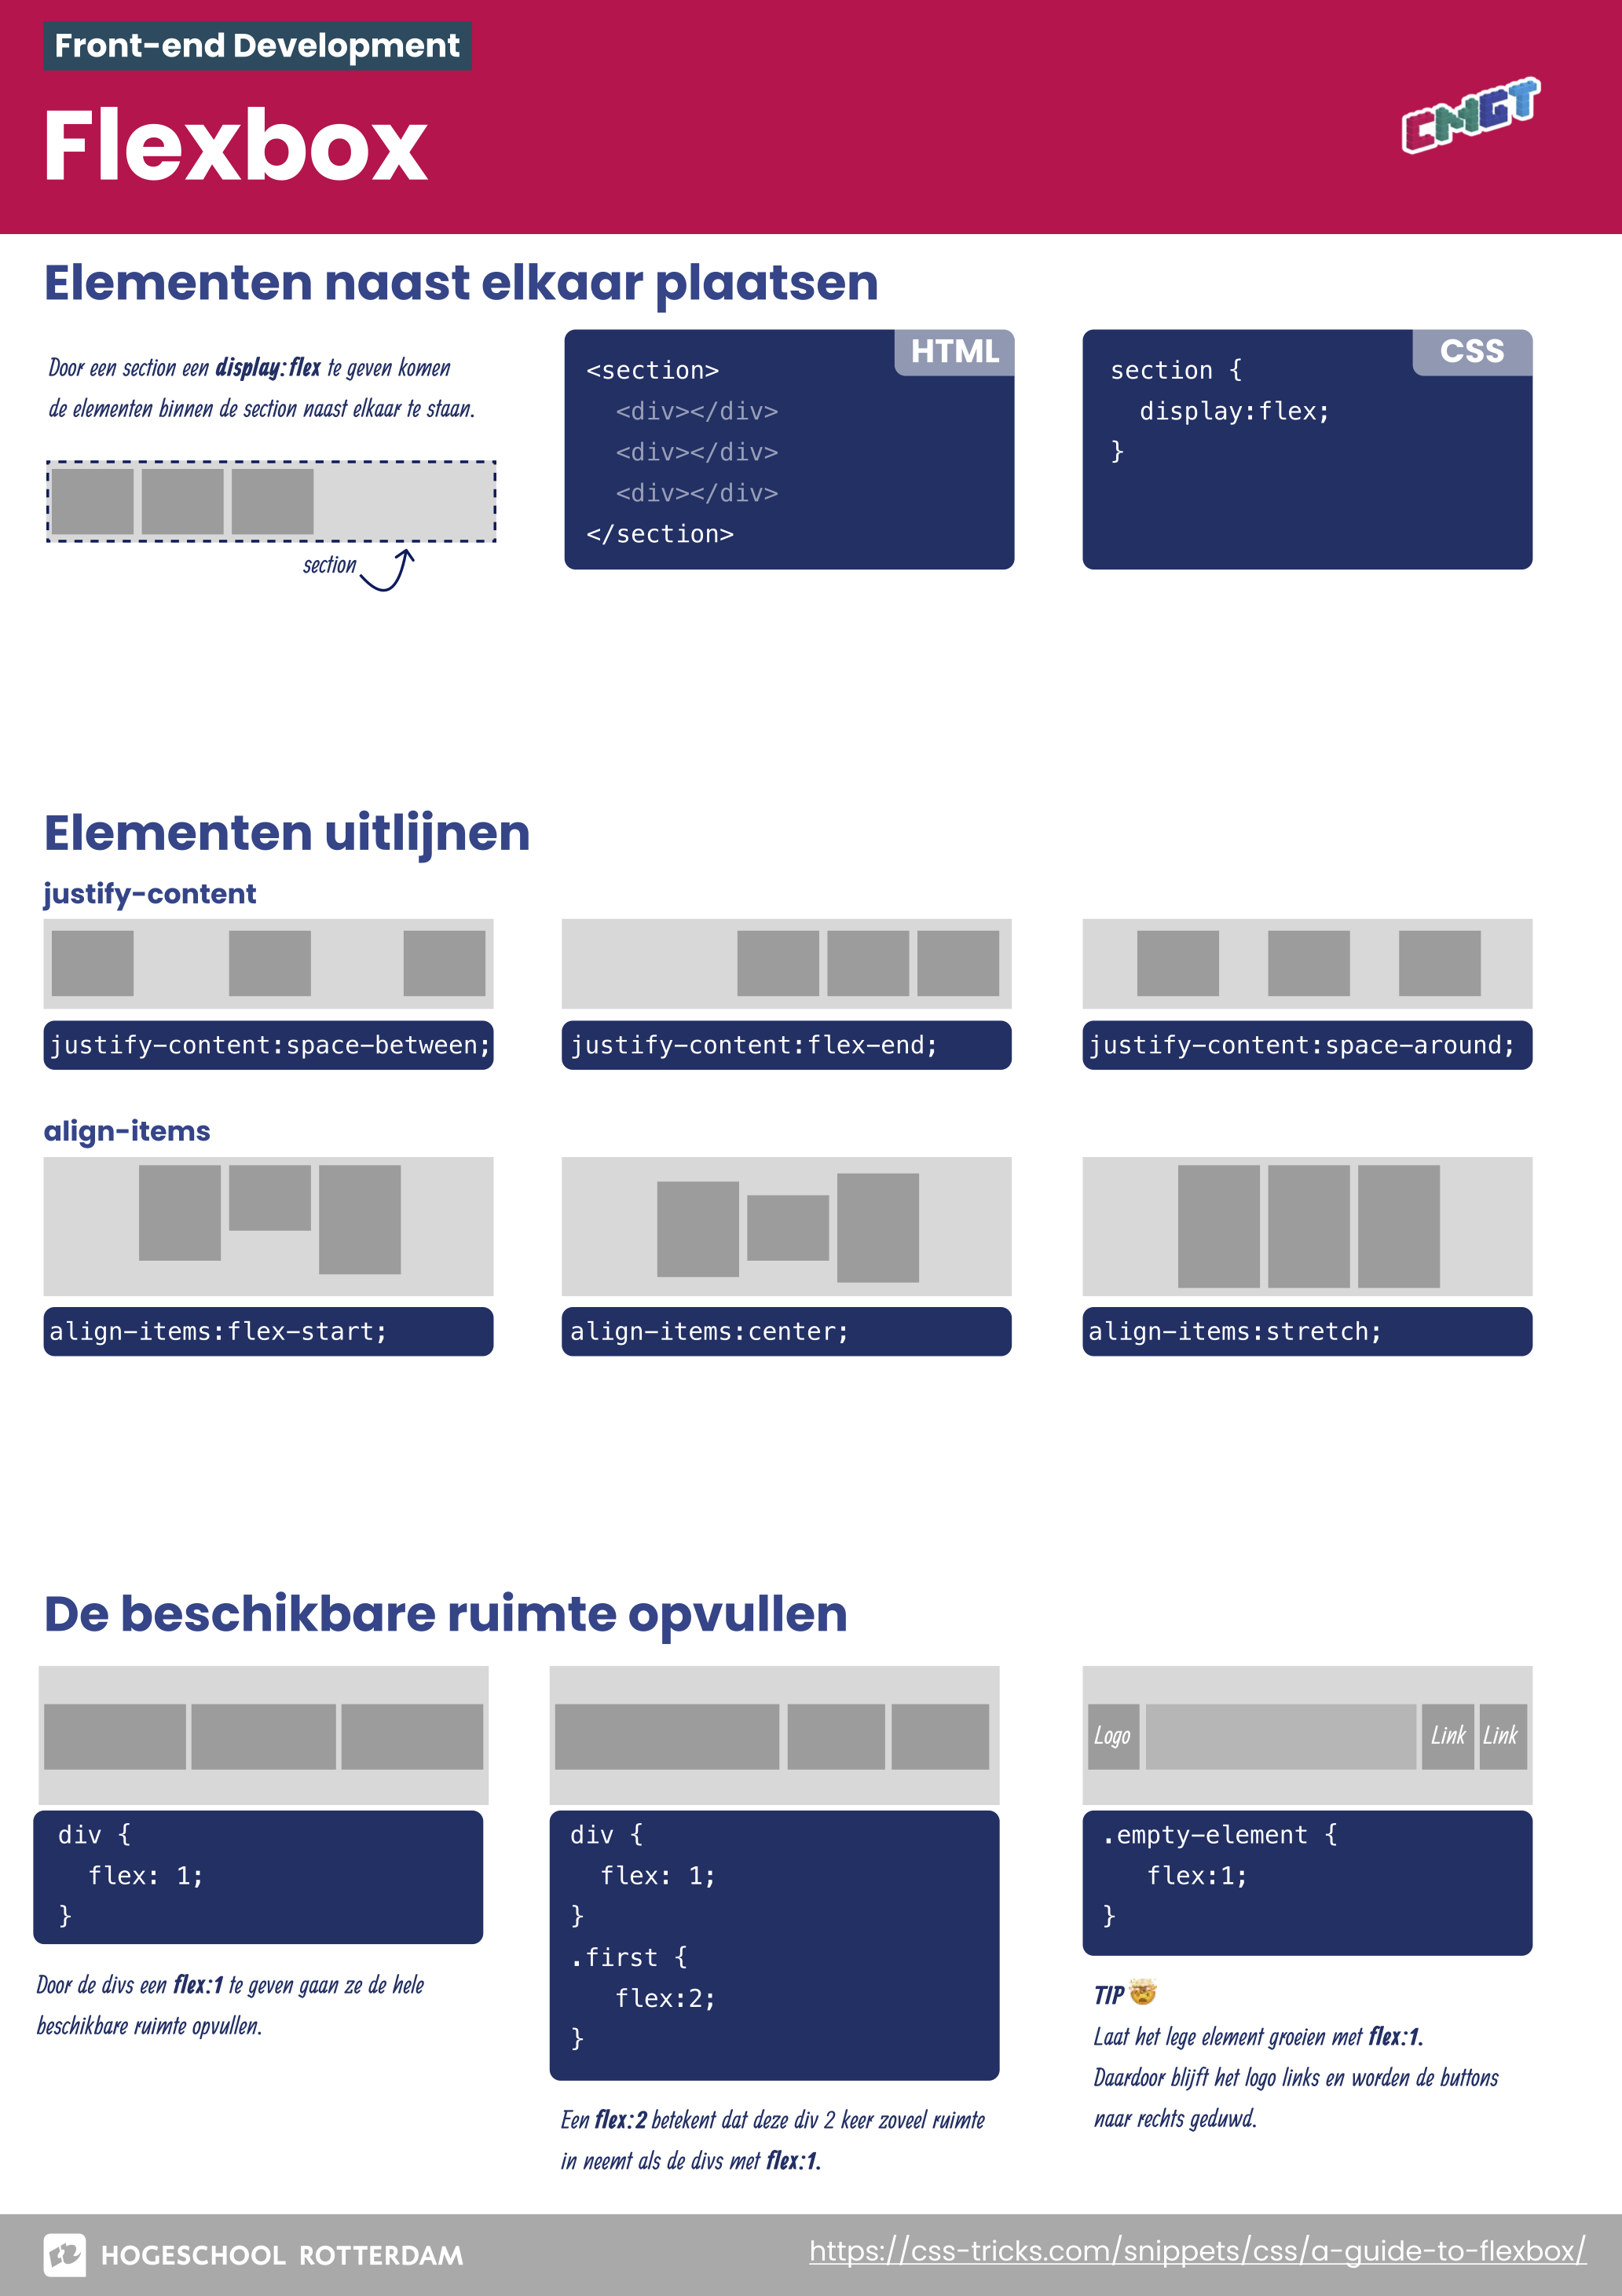 Front-end Development
Flexbox
CMGT
Elementen naast elkaar plaatsen
Door een section een display:flex te geven komen
de elementen binnen de section naast elkaar te staan.
section
HTML
<section>
<div></div>
<div></div>
<div></div>
</section>
CSS
section {
display:flex;
}
Elementen uitlijnen
justify-content
justify-content:space-between;
justify-content:flex-end;
justify-content:space-around;
align-items
align-items:flex-start;
align-items:center;
align-items:stretch;
De beschikbare ruimte opvullen
div {
flex: 1;
}
Door de divs een flex:1 te geven gaan ze de hele
beschikbare ruimte opvullen.
div {
flex: 1;
}
.first {
flex:2;
}
Een flex:2 betekent dat deze div 2 keer zoveel ruimte
in neemt als de divs met flex:1.
Logo Link Link
.empty-element {
flex:1;
}
TIP 🤯
Laat het lege element groeien met flex:1.
Daardoor blijft het logo links en worden de buttons
naar rechts geduwd.
HOGESCHOOL ROTTERDAM
https://css-tricks.com/snippets/css/a-guide-to-flexbox/